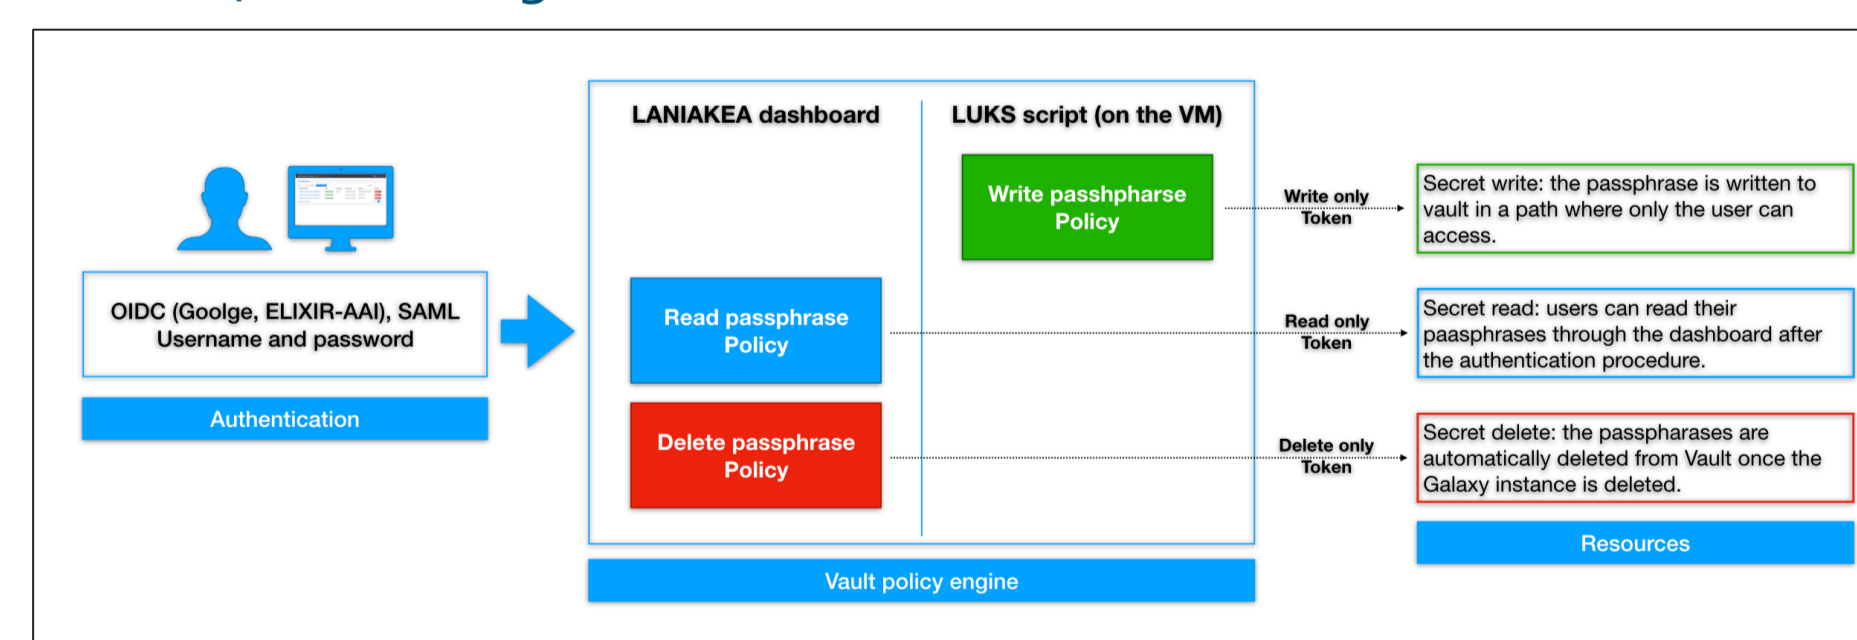 LANIAKEA dashboard
LUKS script (on the VM)
Write passhpharse
Policy
Write only
Token
Secret write: the passphrase is written to
vault in a path where only the user can
access.
OIDC (Goolge, ELIXIR-AAI), SAML
Username and password
Read passphrase
Policy
Read only
Token
Secret read: users can read their
paasphrases through the dashboard after
the authentication procedure.
Authentication
Delete passphrase
Policy
Delete only
Token
Secret delete: the passpharases are
automatically deleted from Vault once the
Galaxy instance is deleted.
Resources
Vault policy engine